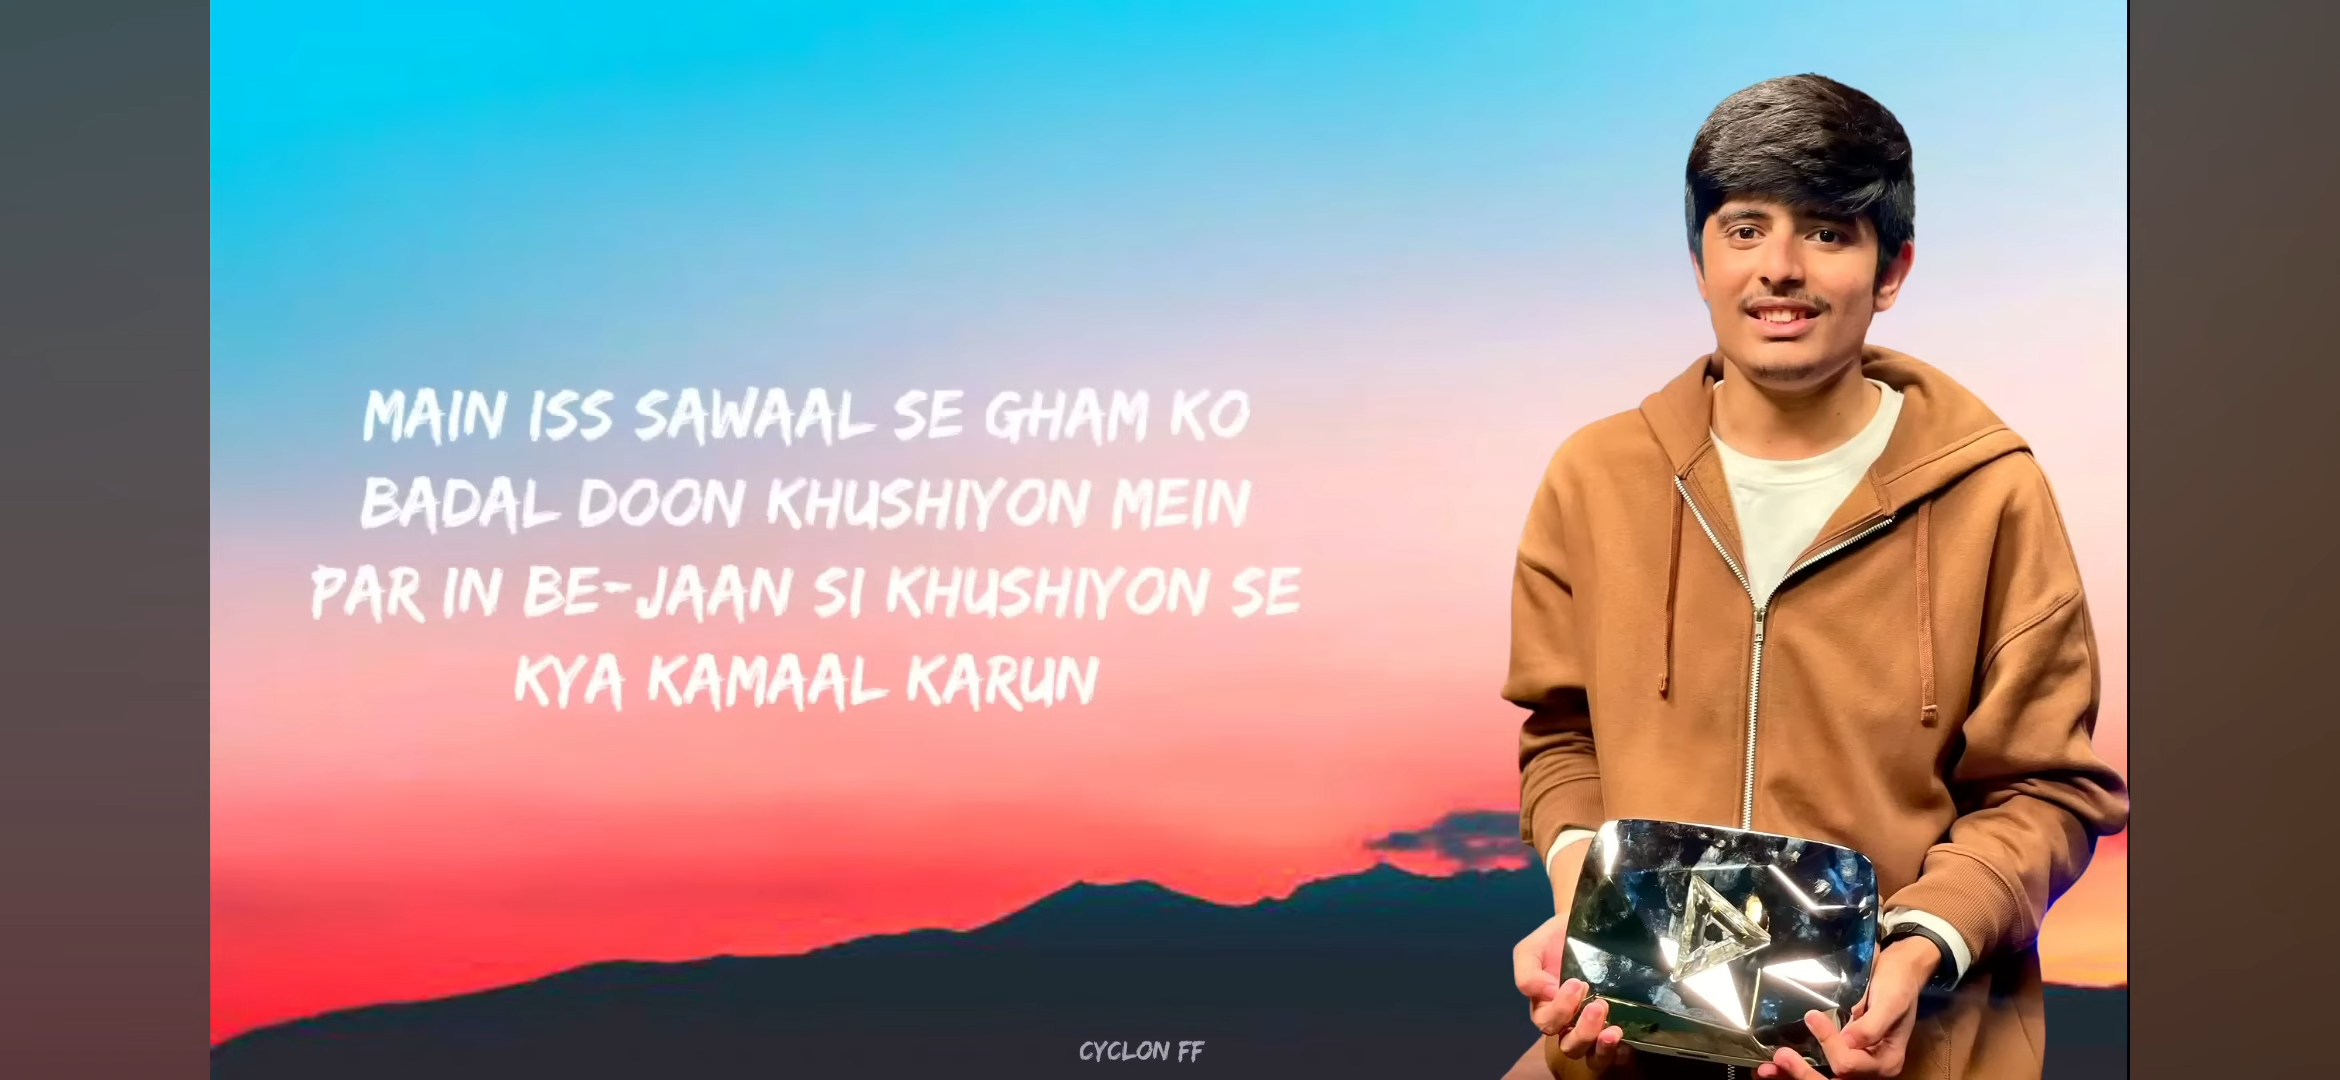 MAIN ISS SAWAAL SE GHAM KO
BADAL DOON KHUSHIYON MEIN
PAR IN BE-JAAN SI KHUSHIYON SE
KYA KAMAAL KARUN
CYCLON FF